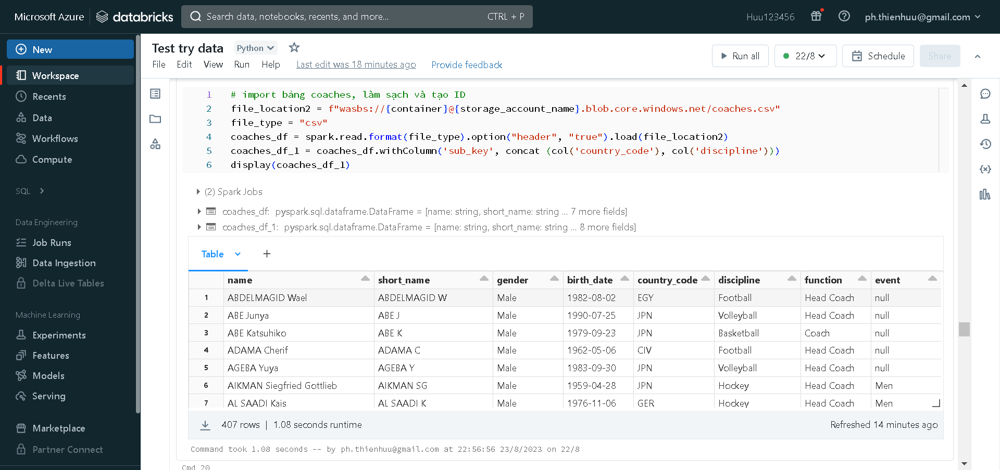 Microsoft Azure databricks Search data, notebooks, recents, and more... CTRL + P Huu123456 ph.thienhuu@gmail.com
New
Workspace
Recents
Data
Workflows
Compute
SQL
Data Engineering
Job Runs
Data Ingestion
Delta Live Tables
Machine Learning
Experiments
Features
Models
Serving
Marketplace
Partner Connect
Test try data Python
File Edit View Run Help Last edit was 18 minutes ago Provide feedback
Run all 22/8 Schedule Share
1 # import bảng coaches, làm sạch và tạo ID
2 file_location2 = f"wasbs://{container}@{storage_account_name}.blob.core.windows.net/coaches.csv"
3 file_type = "csv"
4 coaches_df = spark.read.format(file_type).option("header", "true").load(file_location2)
5 coaches_df_1 = coaches_df.withColumn('sub_key', concat (col('country_code'), col('discipline')))
6 display(coaches_df_1)
(2) Spark Jobs
coaches_df: pyspark.sql.dataframe.DataFrame = [name: string, short_name: string ... 7 more fields]
coaches_df_1: pyspark.sql.dataframe.DataFrame = [name: string, short_name: string ... 8 more fields]
Table +
name short_name gender birth_date country_code discipline function event
1 ABDELMAGID Wael ABDELMAGID W Male 1982-08-02 EGY Football Head Coach null
2 ABE Junya ABE J Male 1990-07-25 JPN Volleyball Head Coach null
3 ABE Katsuhiko ABE K Male 1979-09-23 JPN Basketball Coach null
4 ADAMA Cherif ADAMA C Male 1962-05-06 CIV Football Head Coach null
5 AGEBA Yuya AGEBA Y Male 1983-09-30 JPN Volleyball Head Coach null
6 AIKMAN Siegfried Gottlieb AIKMAN SG Male 1959-04-28 JPN Hockey Head Coach Men
7 AL SAADI Kais AL SAADI K Male 1976-11-06 GER Hockey Head Coach Men
407 rows | 1.08 seconds runtime Refreshed 14 minutes ago
Command took 1.08 seconds -- by ph.thienhuu@gmail.com at 22:56:56 23/8/2023 on 22/8
Cmd 20